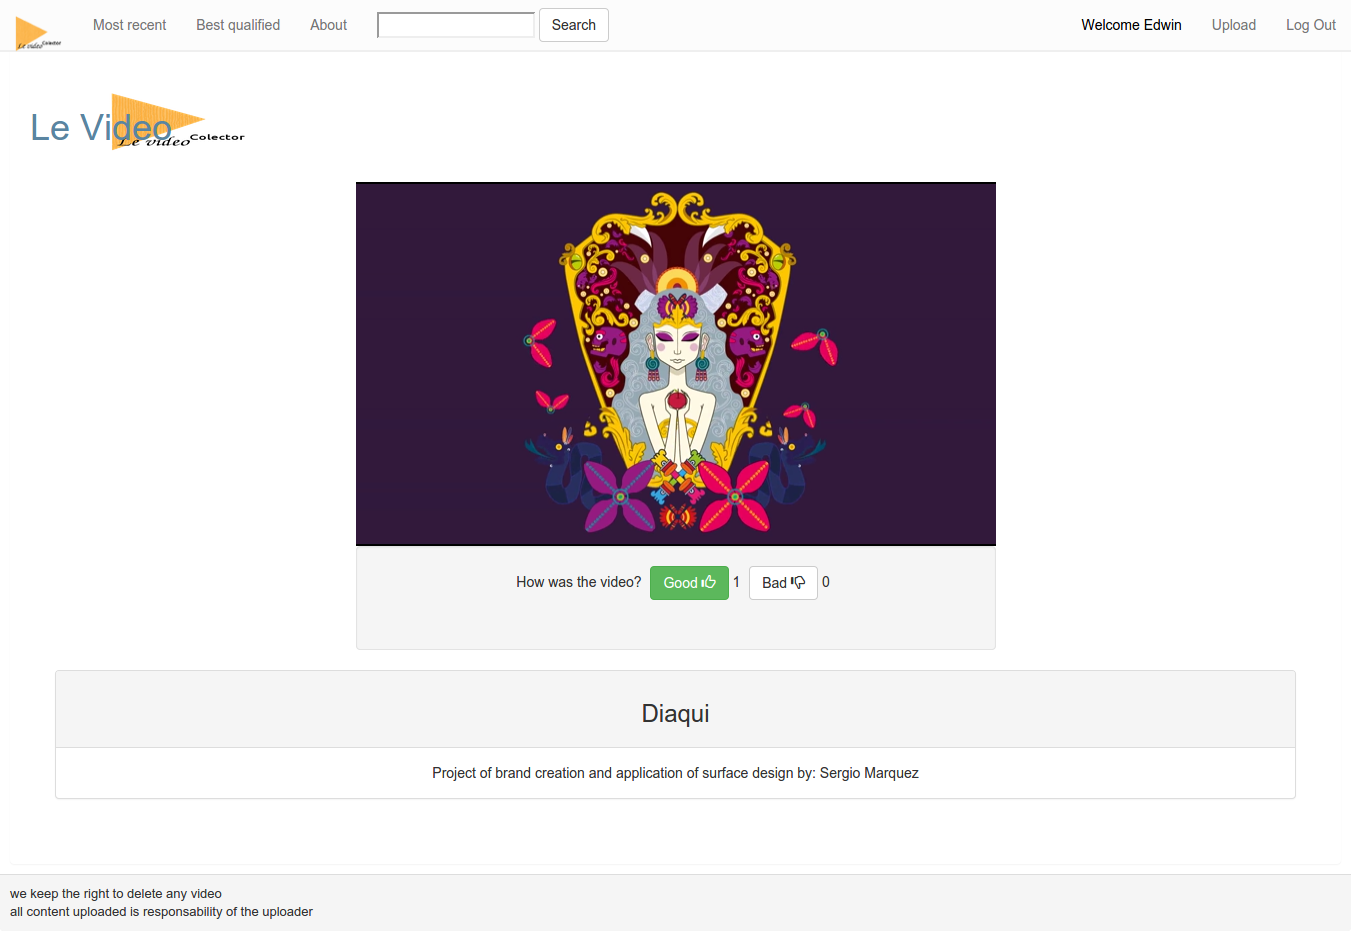 Le video Colector
Most recent Best qualified About Search Welcome Edwin Upload Log Out
Le Video
Le video Colector
How was the video? Good 1 Bad 0
Diaqui
Project of brand creation and application of surface design by: Sergio Marquez
we keep the right to delete any video
all content uploaded is responsability of the uploader